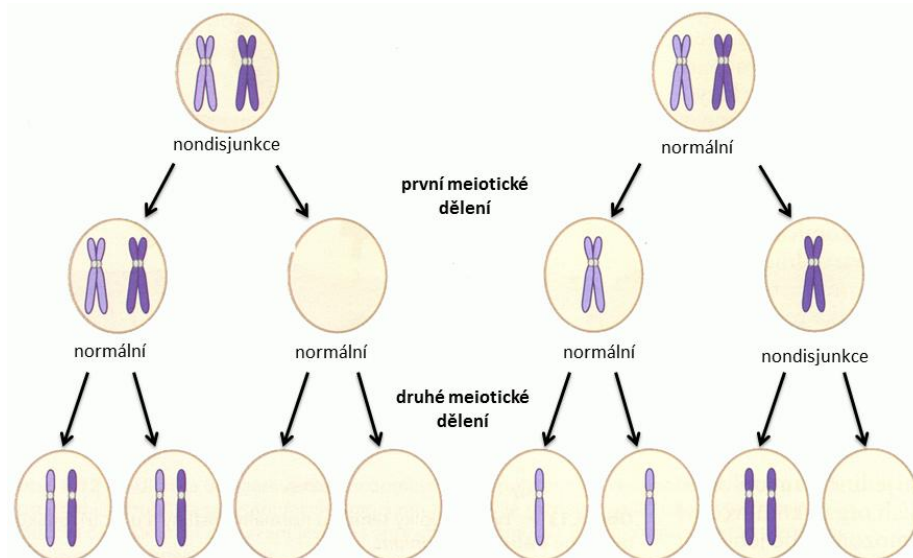 nondisjunkce
normální
první meiotické
dělení
normální
normální
normální
nondisjunkce
druhé meiotické
dělení